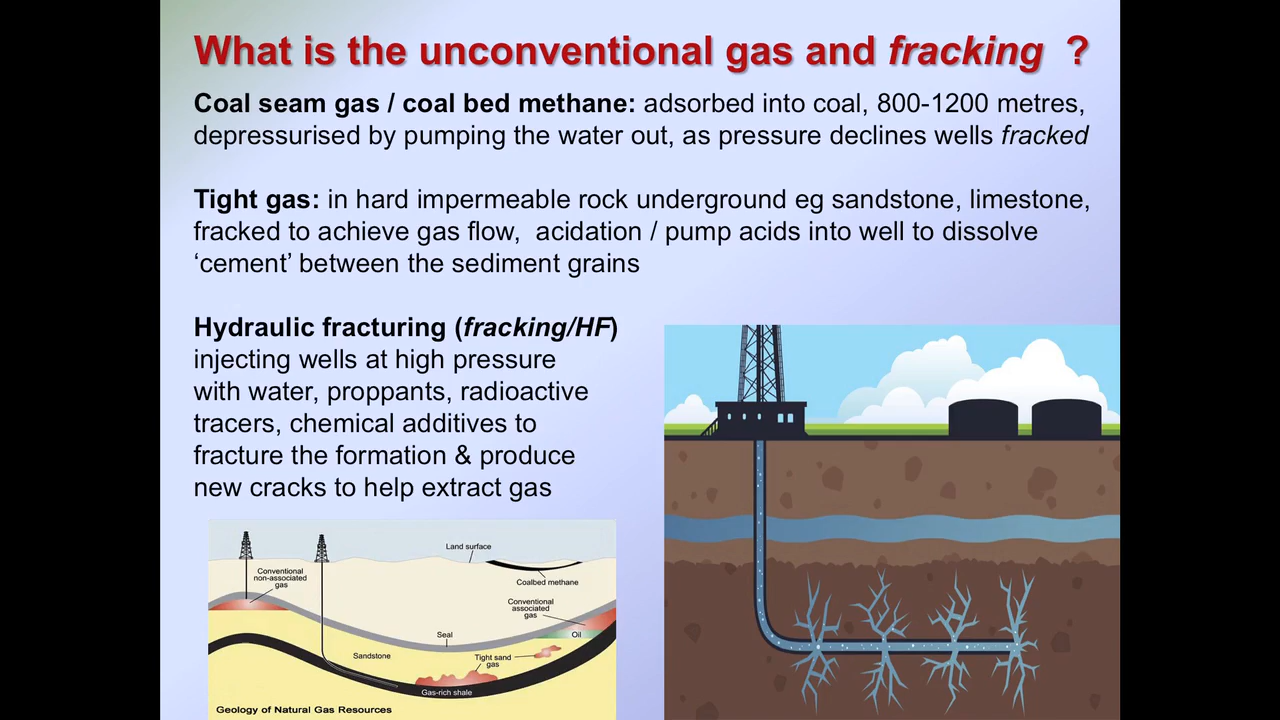 What is the unconventional gas and fracking ?
Coal seam gas / coal bed methane: adsorbed into coal, 800-1200 metres,
depressurised by pumping the water out, as pressure declines wells fracked
Tight gas: in hard impermeable rock underground eg sandstone, limestone,
fracked to achieve gas flow, acidation / pump acids into well to dissolve
‘cement’ between the sediment grains
Hydraulic fracturing (fracking/HF)
injecting wells at high pressure
with water, proppants, radioactive
tracers, chemical additives to
fracture the formation & produce
new cracks to help extract gas
Land surface
Conventional
non-associated
gas
Coalbed methane
Conventional
associated
gas
Seal
Oil
Sandstone
Tight sand
gas
Gas-rich shale
Geology of Natural Gas Resources